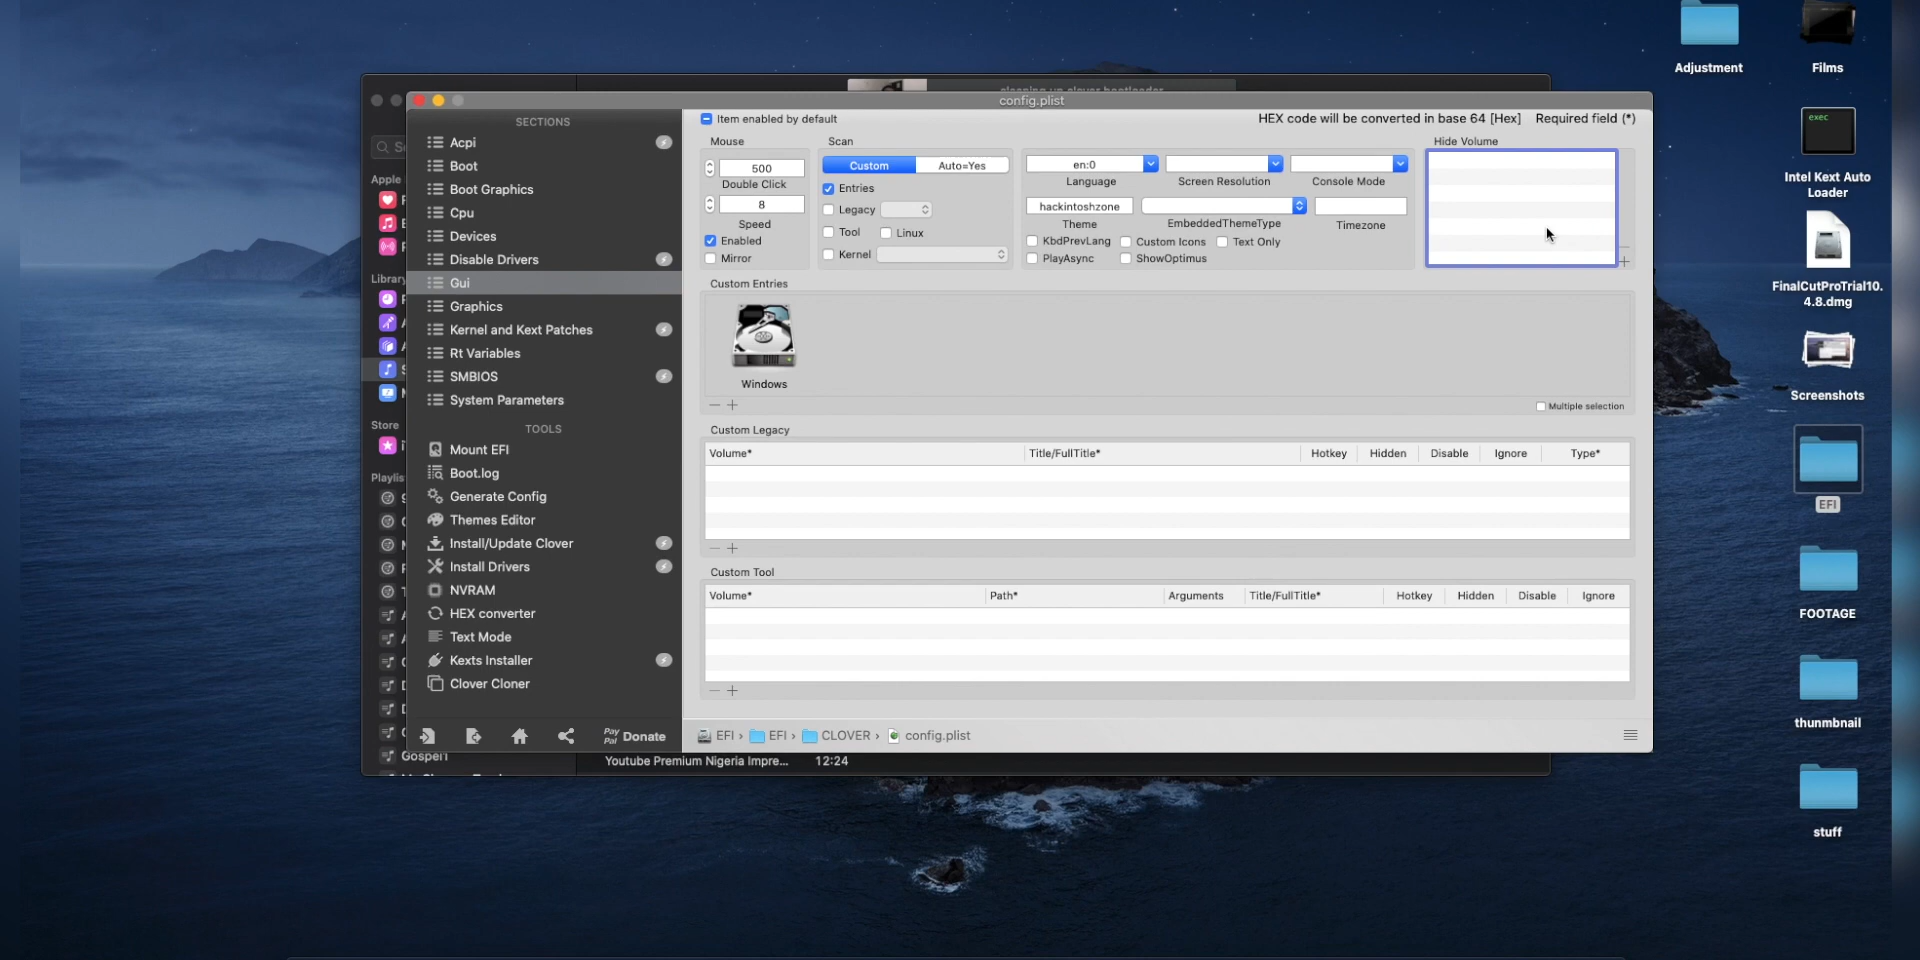 Adjustment
Films
exec
Intel Kext Auto
Loader
FinalCutProTrial10.
4.8.dmg
Screenshots
EFI
FOOTAGE
thunmbnail
stuff
config.plist
SECTIONS
Acpi
Boot
Boot Graphics
Cpu
Devices
Disable Drivers
Gui
Graphics
Kernel and Kext Patches
Rt Variables
SMBIOS
System Parameters
TOOLS
Mount EFI
Boot.log
Generate Config
Themes Editor
Install/Update Clover
Install Drivers
NVRAM
HEX converter
Text Mode
Kexts Installer
Clover Cloner
Pay
Pal Donate
Item enabled by default
HEX code will be converted in base 64 [Hex] Required field (*)
Mouse
500
Double Click
8
Speed
Enabled
Mirror
Scan
Custom Auto=Yes
Entries
Legacy
Tool Linux
Kernel
en:0
Language Screen Resolution Console Mode
hackintoshzone
Theme EmbeddedThemeType Timezone
KbdPrevLang Custom Icons Text Only
PlayAsync ShowOptimus
Hide Volume
Custom Entries
Windows
Multiple selection
Custom Legacy
Volume* Title/FullTitle* Hotkey Hidden Disable Ignore Type*
Custom Tool
Volume* Path* Arguments Title/FullTitle* Hotkey Hidden Disable Ignore
EFI › EFI › CLOVER › config.plist
Apple
Library
Store
Playlis
Gospel1
Youtube Premium Nigeria Impre... 12:24